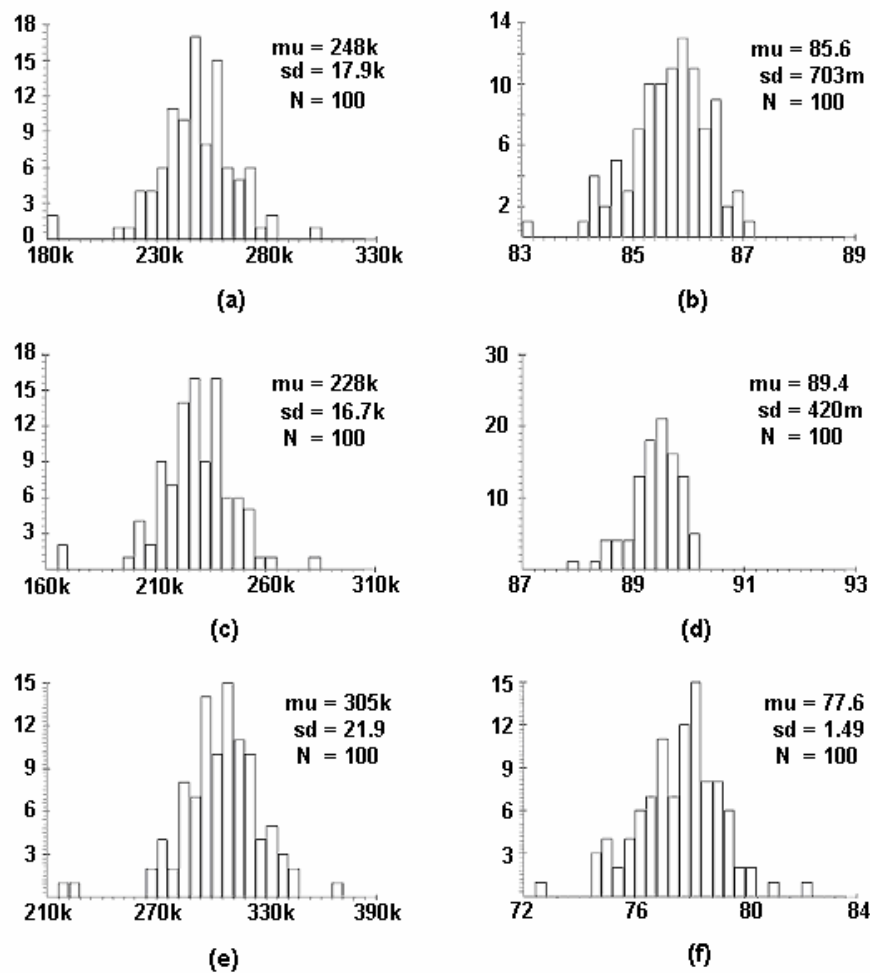 18
15
12
9
6
3
0
180k 230k 280k 330k
mu = 248k
sd = 17.9k
N = 100
(a)
14
10
6
2
83 85 87 89
mu = 85.6
sd = 703m
N = 100
(b)
18
15
12
9
6
3
160k 210k 260k 310k
mu = 228k
sd = 16.7k
N = 100
(c)
30
20
10
87 89 91 93
mu = 89.4
sd = 420m
N = 100
(d)
15
12
9
6
3
210k 270k 330k 390k
mu = 305k
sd = 21.9
N = 100
(e)
15
12
9
6
3
72 76 80 84
mu = 77.6
sd = 1.49
N = 100
(f)